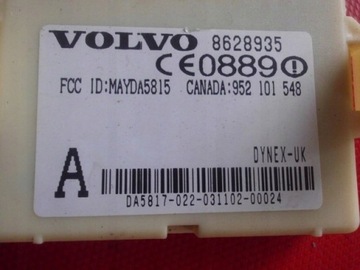 VOLVO 8628935
CE0889
FCC ID:MAYDA5815 CANADA:952 101 548
DYNEX-UK
A
DA5817-022-031102-00024